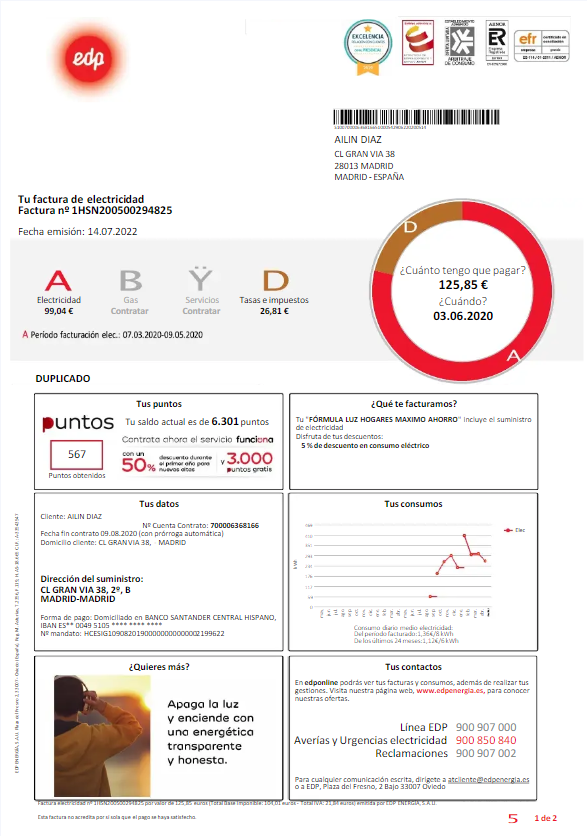 edp
EXCELENCIA
AENOR
ER
efr
ARBITRAJE
DE CONSUMO
AILIN DIAZ
CL GRAN VIA 38
28013 MADRID
MADRID - ESPAÑA
Tu factura de electricidad
Factura nº 1HSN200500294825
Fecha emisión: 14.07.2022
A
Electricidad
99,04 €
B
Gas
Contratar
Ÿ
Servicios
Contratar
D
Tasas e impuestos
26,81 €
A Período facturación elec.: 07.03.2020-09.05.2020
D
¿Cuánto tengo que pagar?
125,85 €
¿Cuándo?
03.06.2020
A
DUPLICADO
Tus puntos
puntos
Tu saldo actual es de 6.301 puntos
567
Puntos obtenidos
Contrata ahora el servicio funciona
con un
50%
descuento durante
el primer año para
nuevas altas
y 3.000
puntos gratis
¿Qué te facturamos?
Tu "FÓRMULA LUZ HOGARES MAXIMO AHORRO" incluye el suministro
de electricidad
Disfruta de tus descuentos:
5 % de descuento en consumo eléctrico
Tus datos
Cliente: AILIN DIAZ
Nº Cuenta Contrato: 700006368166
Fecha fin contrato 09.08.2020 (con prórroga automática)
Domicilio cliente: CL GRAN VIA 38, MADRID
Dirección del suministro:
CL GRAN VIA 38, 2º, B
MADRID-MADRID
Forma de pago: Domiciliado en BANCO SANTANDER CENTRAL HISPANO,
IBAN ES** 0049 5105 **** **** ****
Nº mandato: HCESIG10908201900000000000002199622
Tus consumos
kW
Elec
Consumo diario medio electricidad:
Del periodo facturado:1,36€/8 kWh
De los últimos 24 meses:1,12€/6 kWh
¿Quieres más?
Apaga la luz
y enciende con
una energética
transparente
y honesta.
Tus contactos
En edponline podrás ver tus facturas y consumos, además de realizar tus
gestiones. Visita nuestra página web, www.edpenergia.es, para conocer
nuestras ofertas.
Línea EDP 900 907 000
Averías y Urgencias electricidad 900 850 840
Reclamaciones 900 907 002
Para cualquier comunicación escrita, dirígete a atcliente@edpenergia.es
o a EDP, Plaza del Fresno, 2 Bajo 33007 Oviedo
Factura electricidad nº 1HSN200500294825 por valor de 125,85 euros (Total Base Imponible: 104,01 euros - Total IVA: 21,84 euros) emitida por EDP ENERGÍA, S.A.U.
Esta factura no acredita por si sola que el pago se haya satisfecho.
5
1 de 2